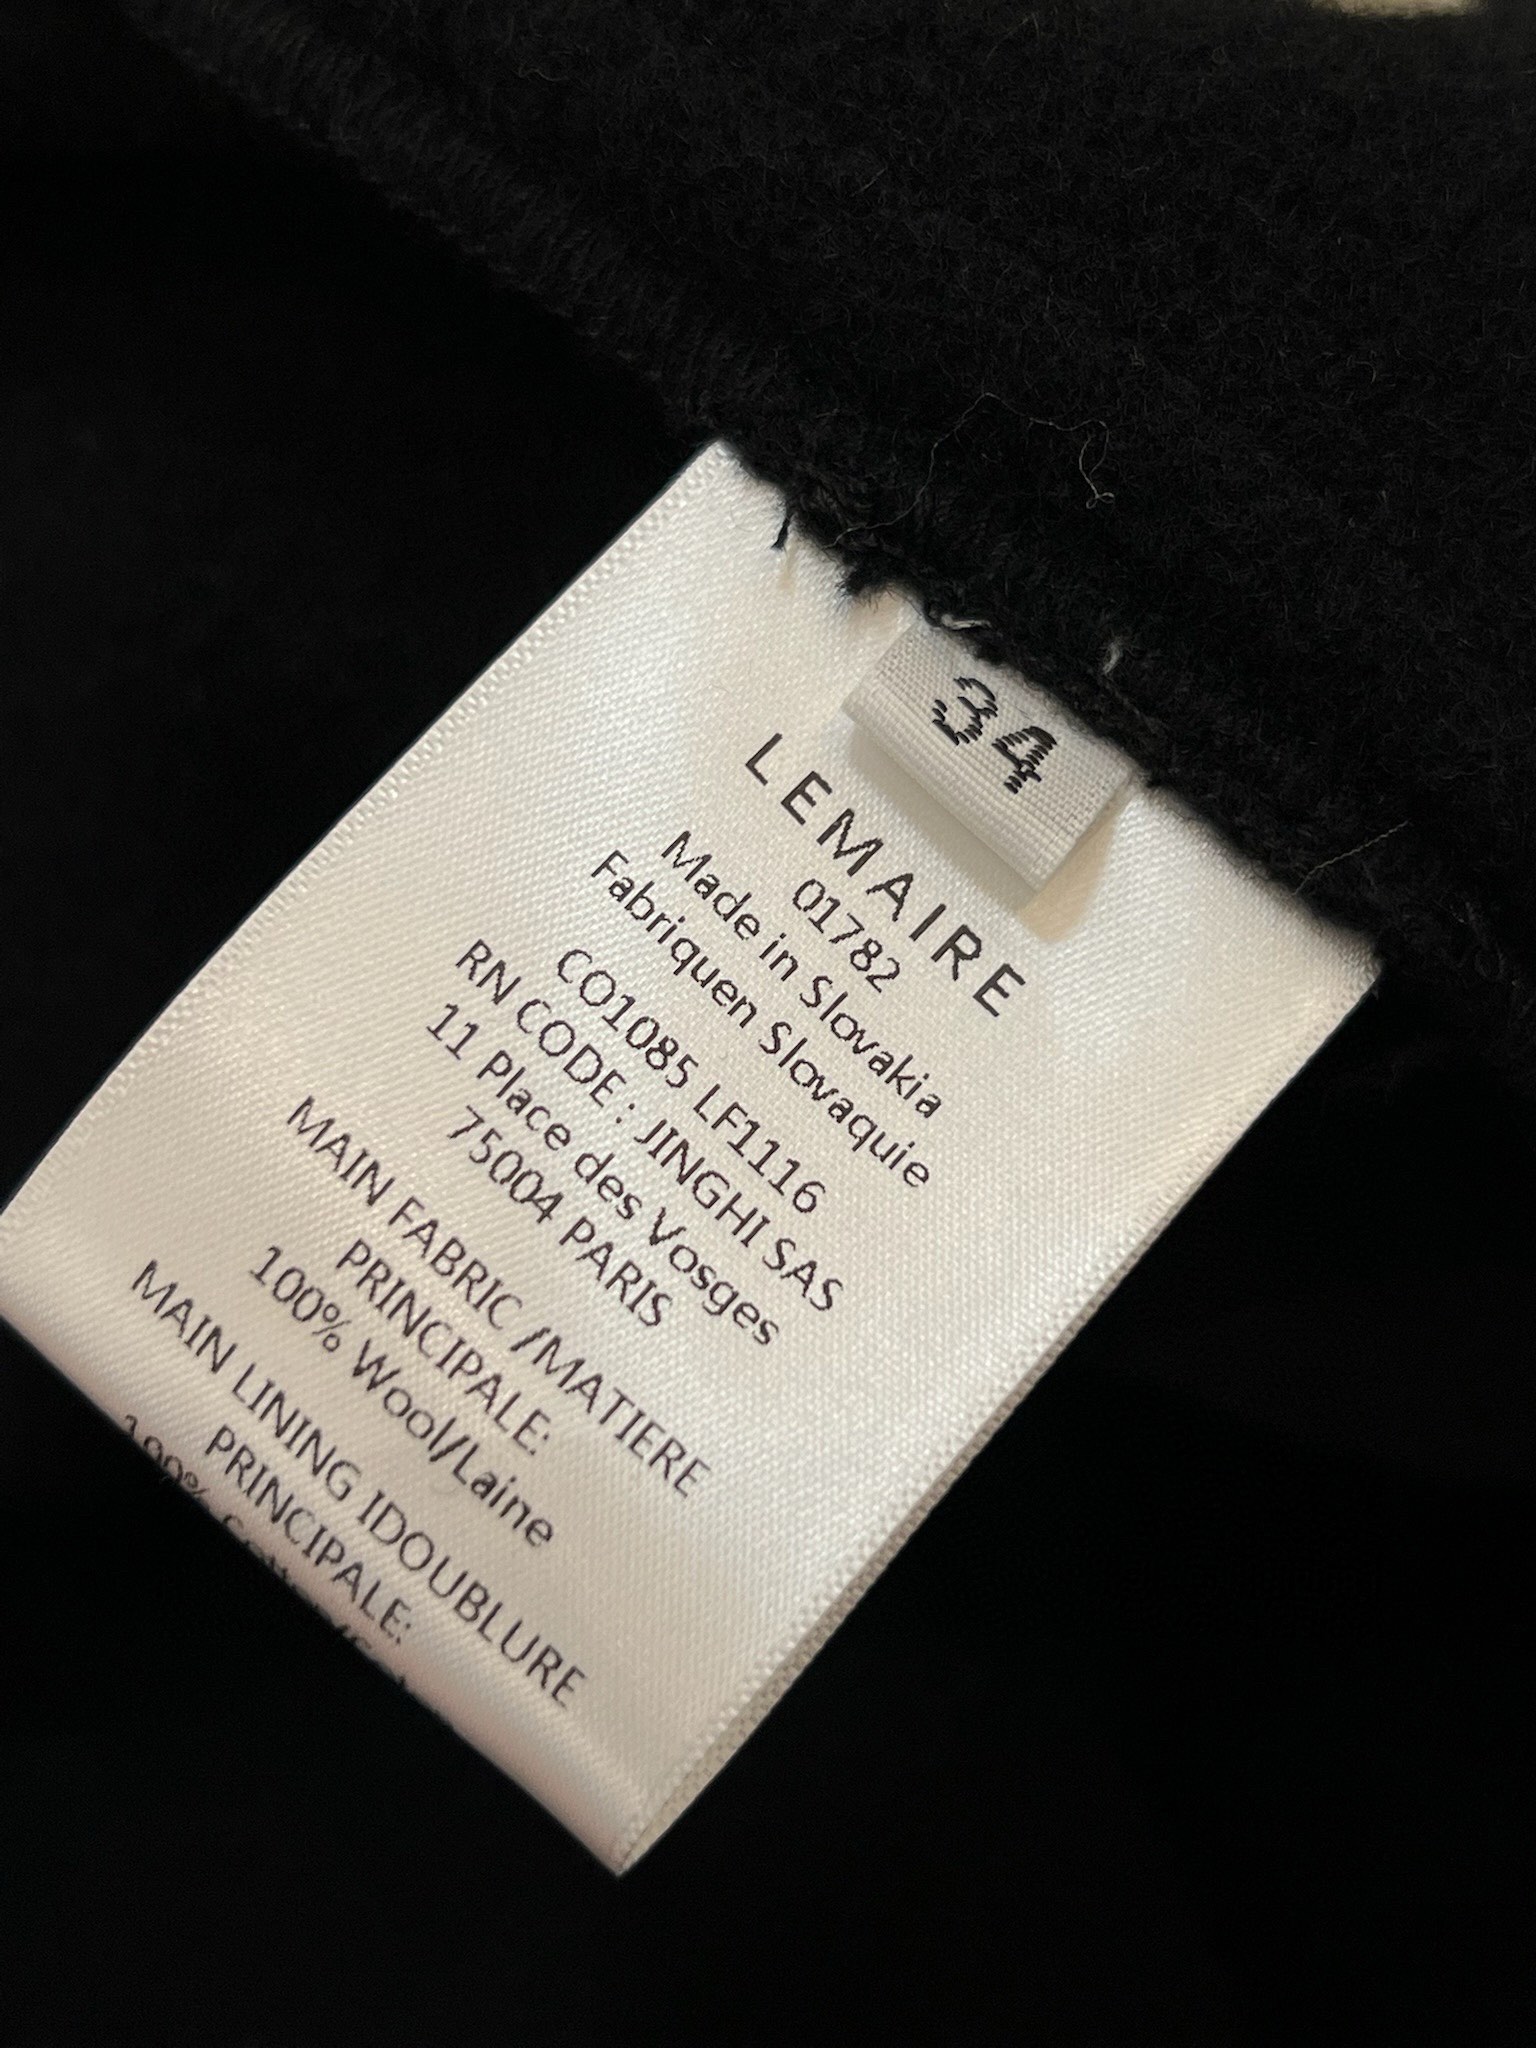 34
LEMAIRE
01782
Made in Slovakia
Fabriquen Slovaquie
CO1085 LF1116
RN CODE : JINGHI SAS
11 Place des Vosges
75004 PARIS
MAIN FABRIC /MATIERE
PRINCIPALE:
100% Wool/Laine
MAIN LINING IDOUBLURE
PRINCIPALE:
100%